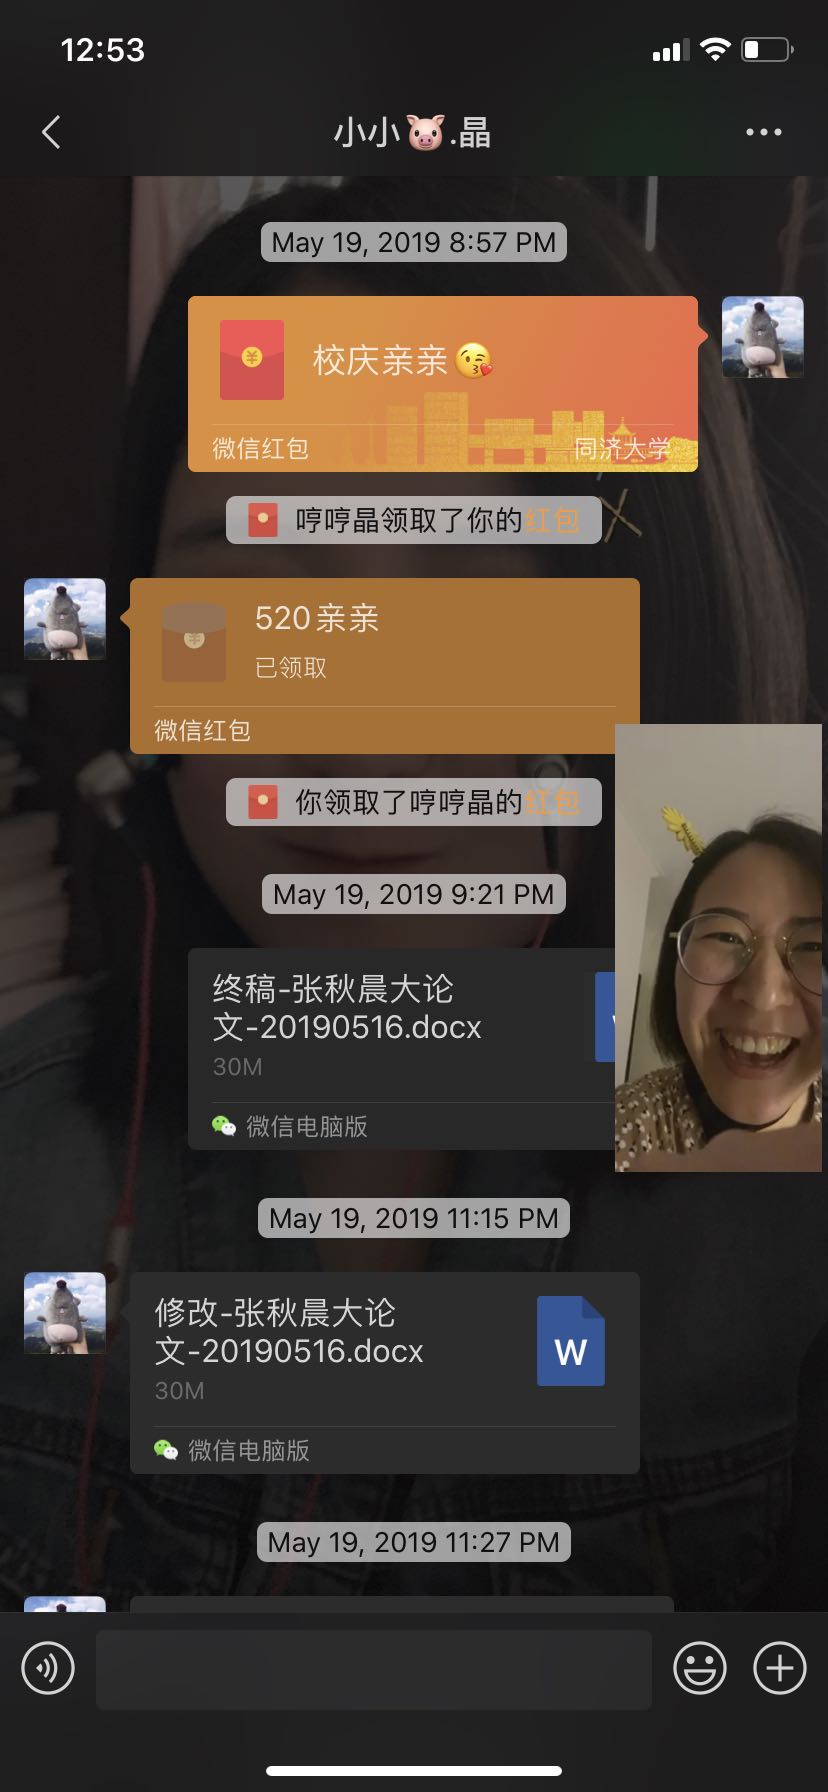 12:53
小小🐷.晶
May 19, 2019 8:57 PM
校庆亲亲😘
微信红包
同济大学
哼哼晶领取了你的红包
520亲亲
已领取
微信红包
你领取了哼哼晶的红包
May 19, 2019 9:21 PM
终稿-张秋晨大论
文-20190516.docx
30M
微信电脑版
May 19, 2019 11:15 PM
修改-张秋晨大论
文-20190516.docx
W
30M
微信电脑版
May 19, 2019 11:27 PM